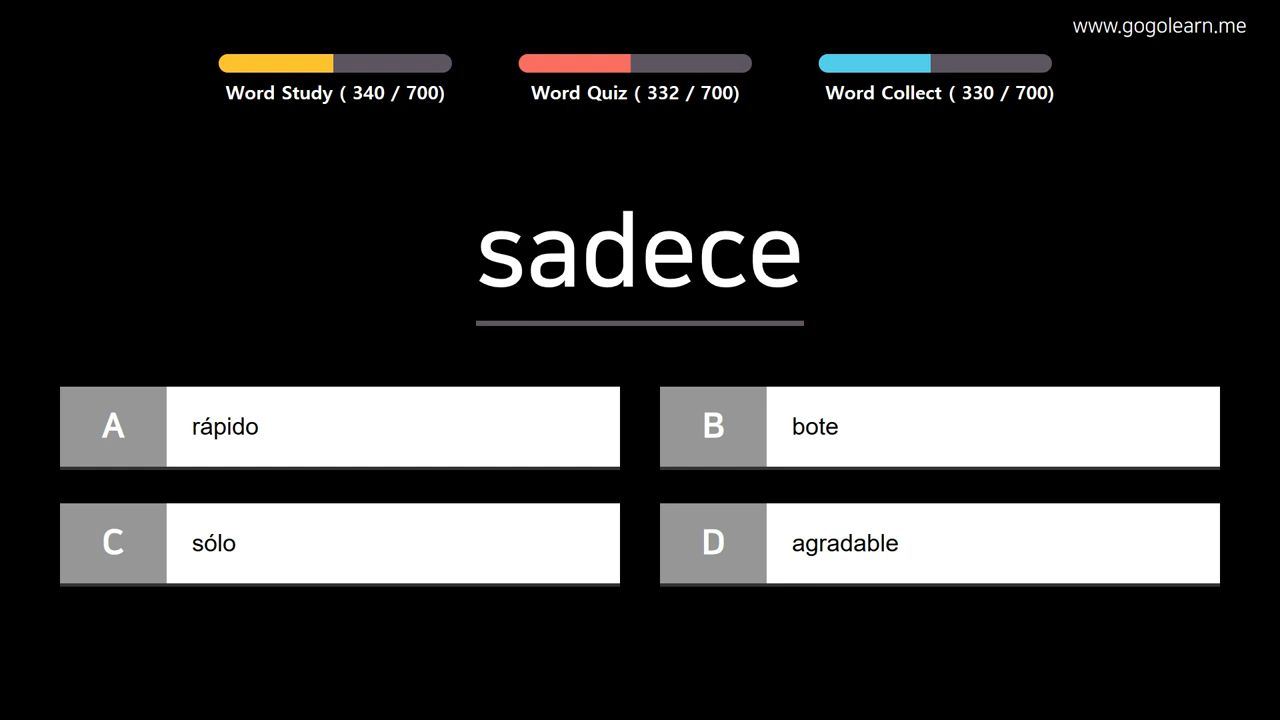 www.gogolearn.me
Word Study ( 340 / 700)
Word Quiz ( 332 / 700)
Word Collect ( 330 / 700)
sadece
A rápido
B bote
C sólo
D agradable